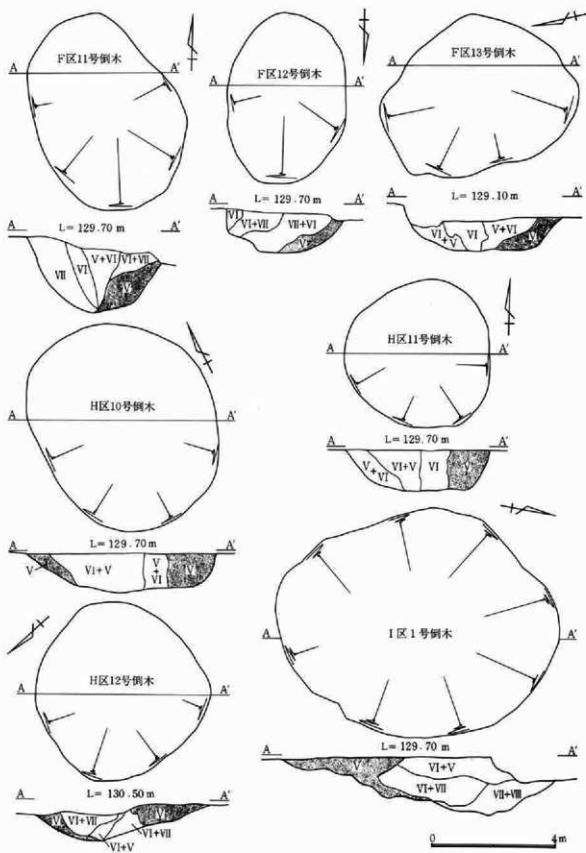 F区11号倒木
A A'
L= 129.70 m
A A'
VII VI V+VI VI+VII V
F区12号倒木
A A'
L= 129.70 m
A A'
VI VI+VII VII+VI V
F区13号倒木
A A'
L= 129.10 m
A A'
VI+V VI V+VI V
H区10号倒木
A A'
L= 129.70 m
A A'
V VI+V V+VI V
H区11号倒木
A A'
L= 129.70 m
A A'
V+VI VI+V VI V
H区12号倒木
A A'
L= 130.50 m
A A'
V VI+VII VI+V VI+VII V
I区1号倒木
A A'
L= 129.70 m
A A'
V VI+V VI+VII VII+VIII
0 4m